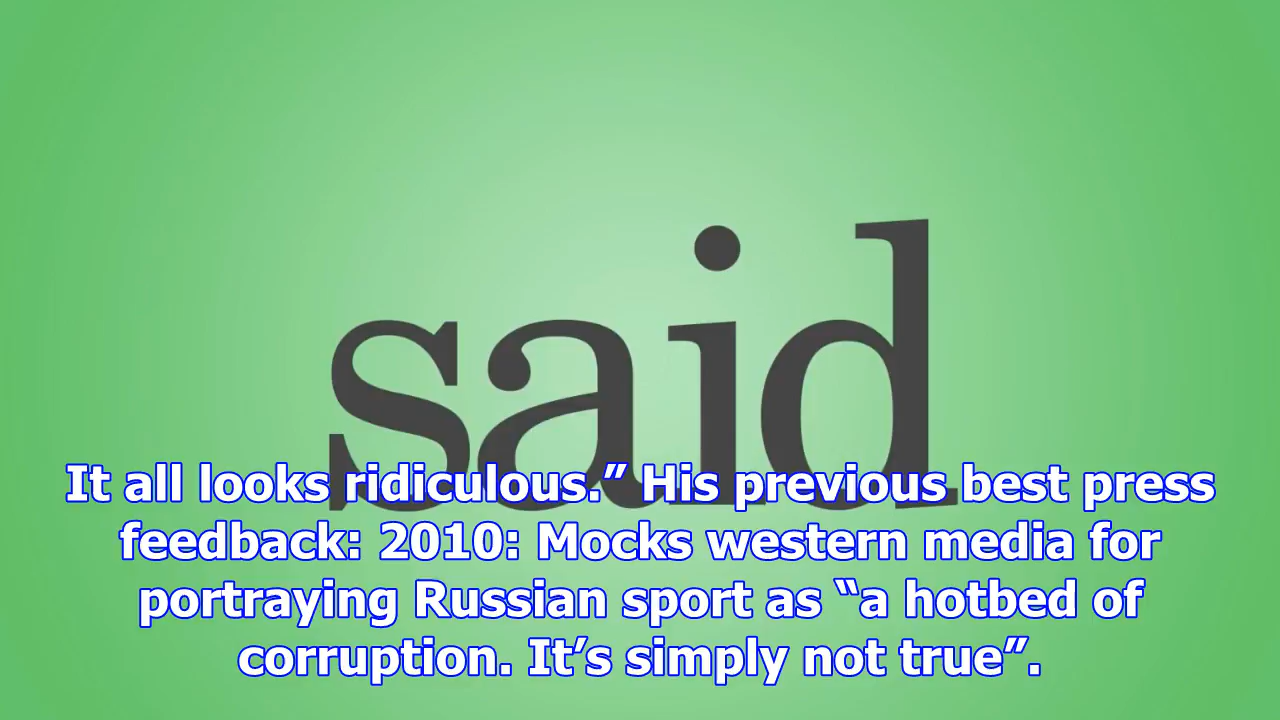 said
It all looks ridiculous.” His previous best press
feedback: 2010: Mocks western media for
portraying Russian sport as “a hotbed of
corruption. It’s simply not true”.